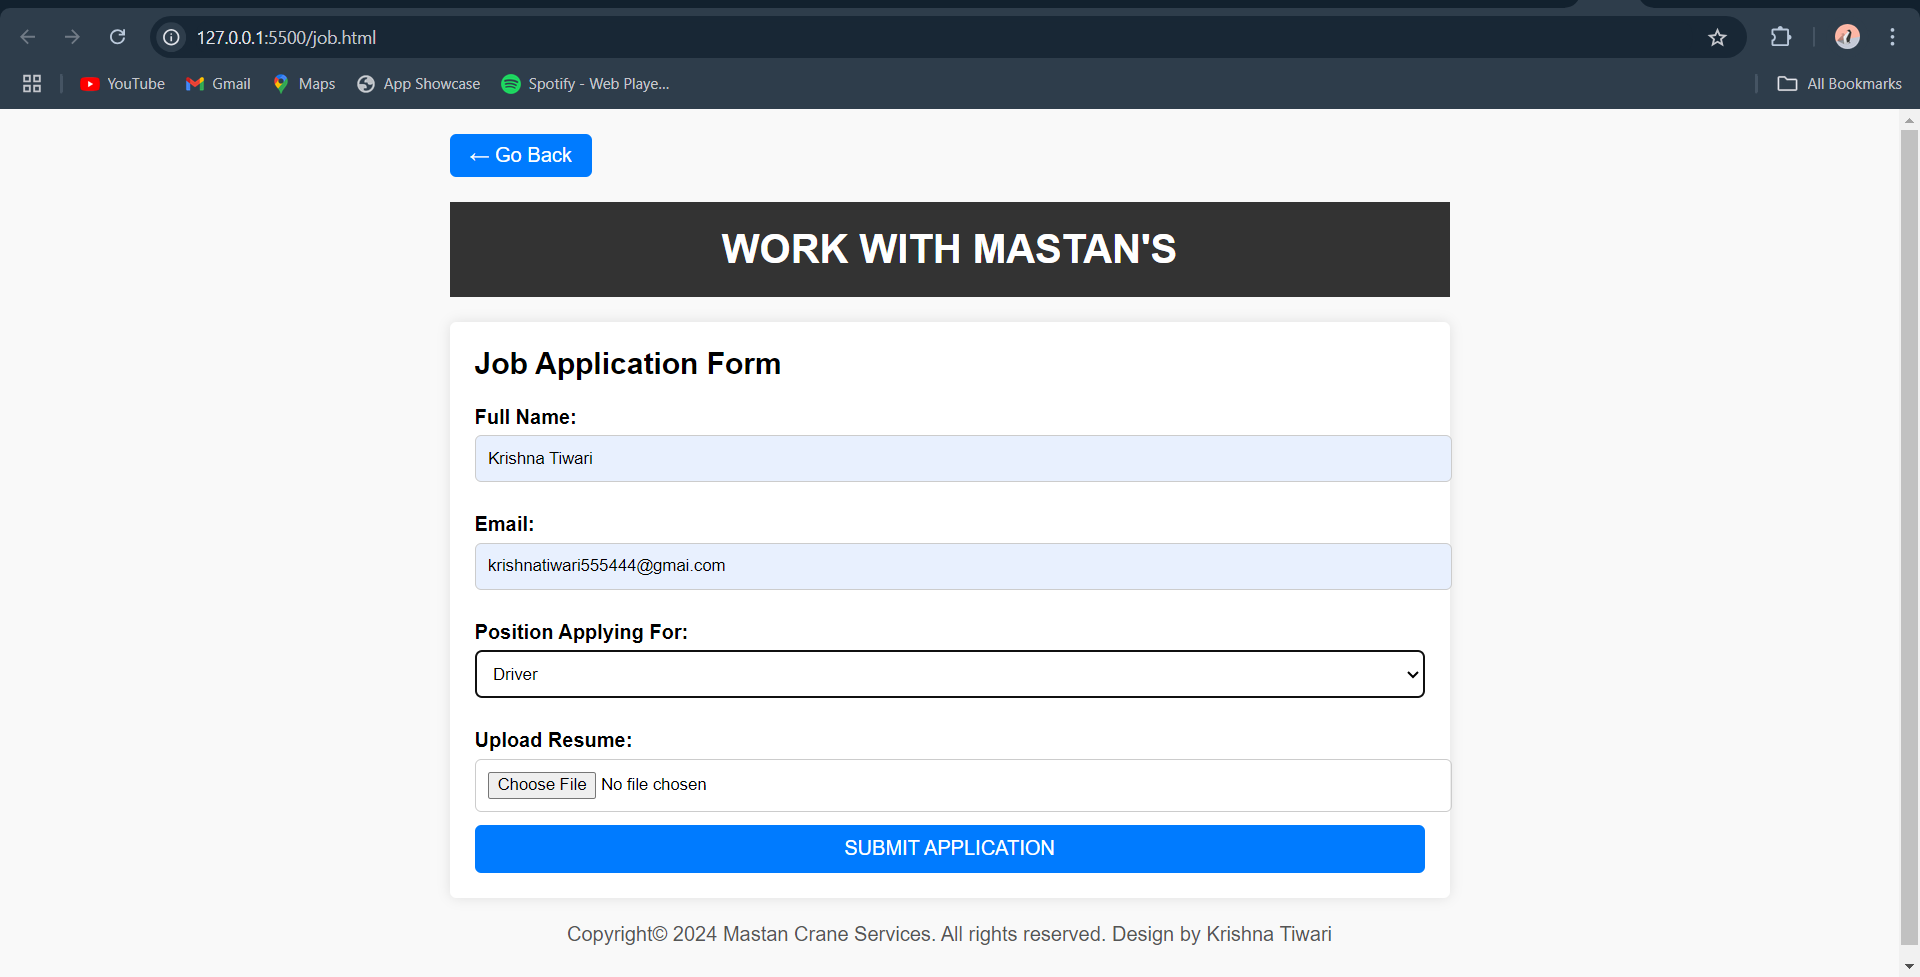 127.0.0.1:5500/job.html
YouTube Gmail Maps App Showcase Spotify - Web Playe... All Bookmarks
← Go Back
WORK WITH MASTAN'S
Job Application Form
Full Name:
Krishna Tiwari
Email:
krishnatiwari555444@gmai.com
Position Applying For:
Driver
Upload Resume:
Choose File No file chosen
SUBMIT APPLICATION
Copyright© 2024 Mastan Crane Services. All rights reserved. Design by Krishna Tiwari